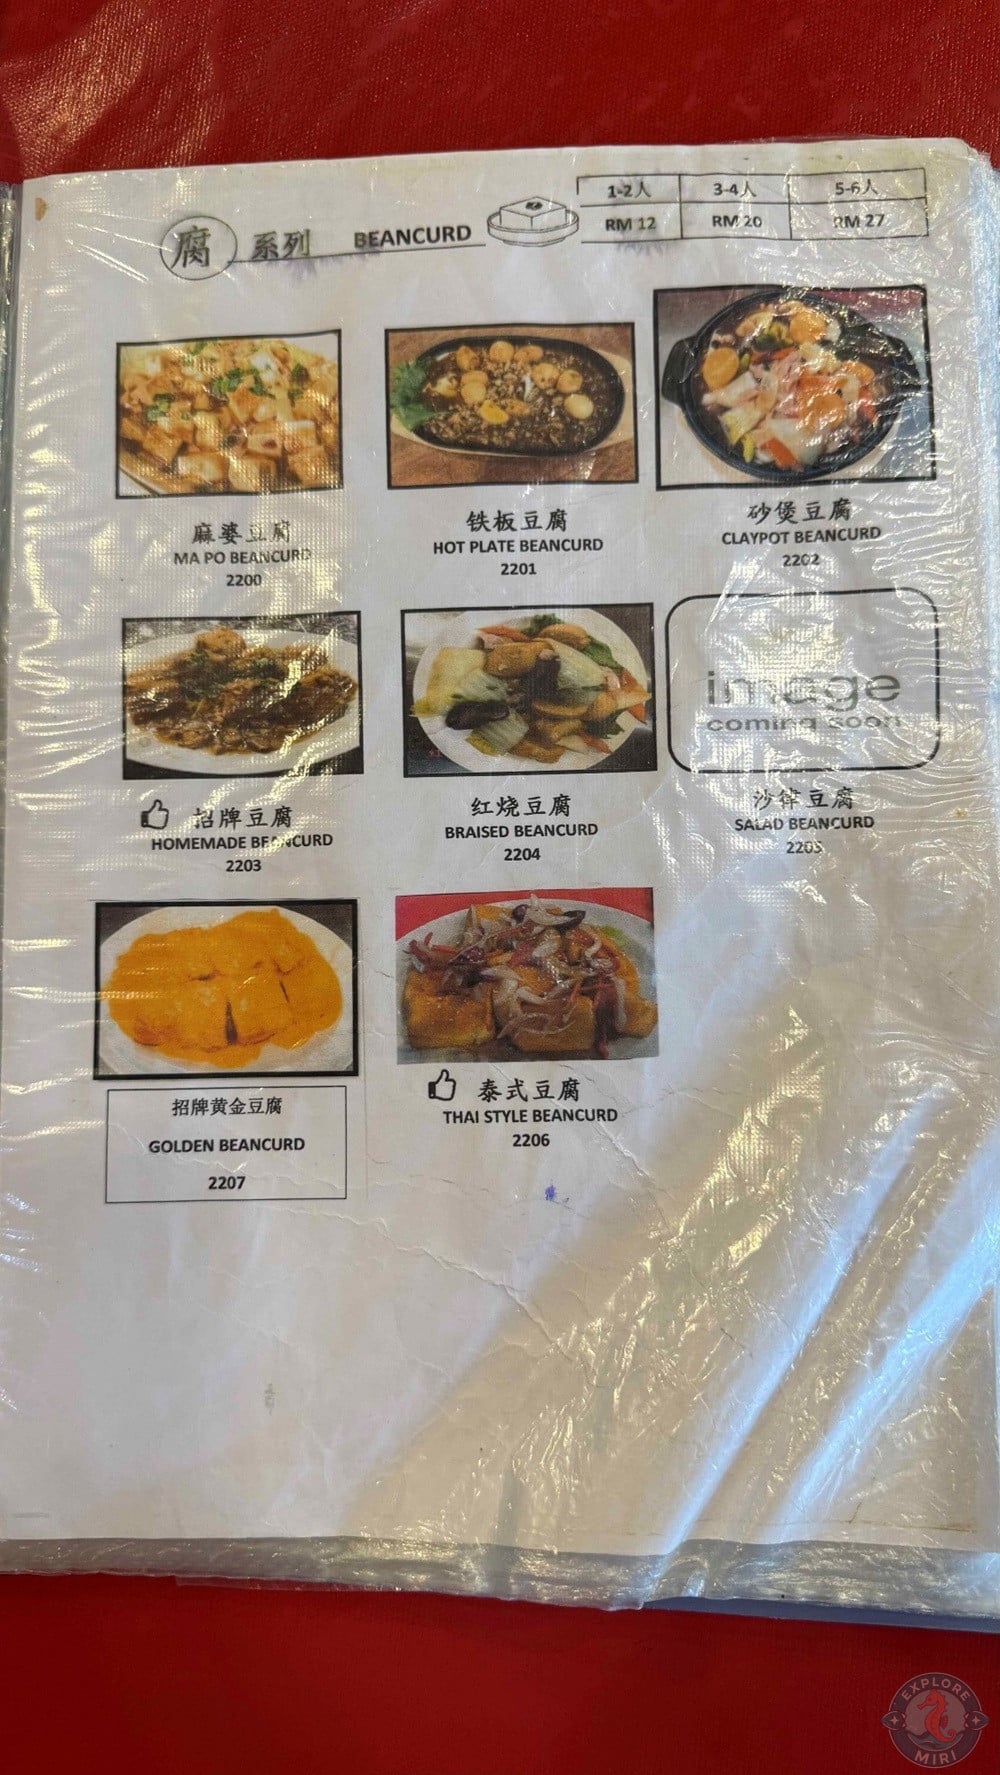 腐 系列 BEANCURD
1-2人 3-4人 5-6人
RM 12 RM 20 RM 27
麻婆豆腐
MA PO BEANCURD
2200
铁板豆腐
HOT PLATE BEANCURD
2201
砂煲豆腐
CLAYPOT BEANCURD
2202
招牌豆腐
HOMEMADE BEANCURD
2203
红烧豆腐
BRAISED BEANCURD
2204
image
coming soon
沙律豆腐
SALAD BEANCURD
2205
招牌黄金豆腐
GOLDEN BEANCURD
2207
泰式豆腐
THAI STYLE BEANCURD
2206
EXPLORE
MIRI